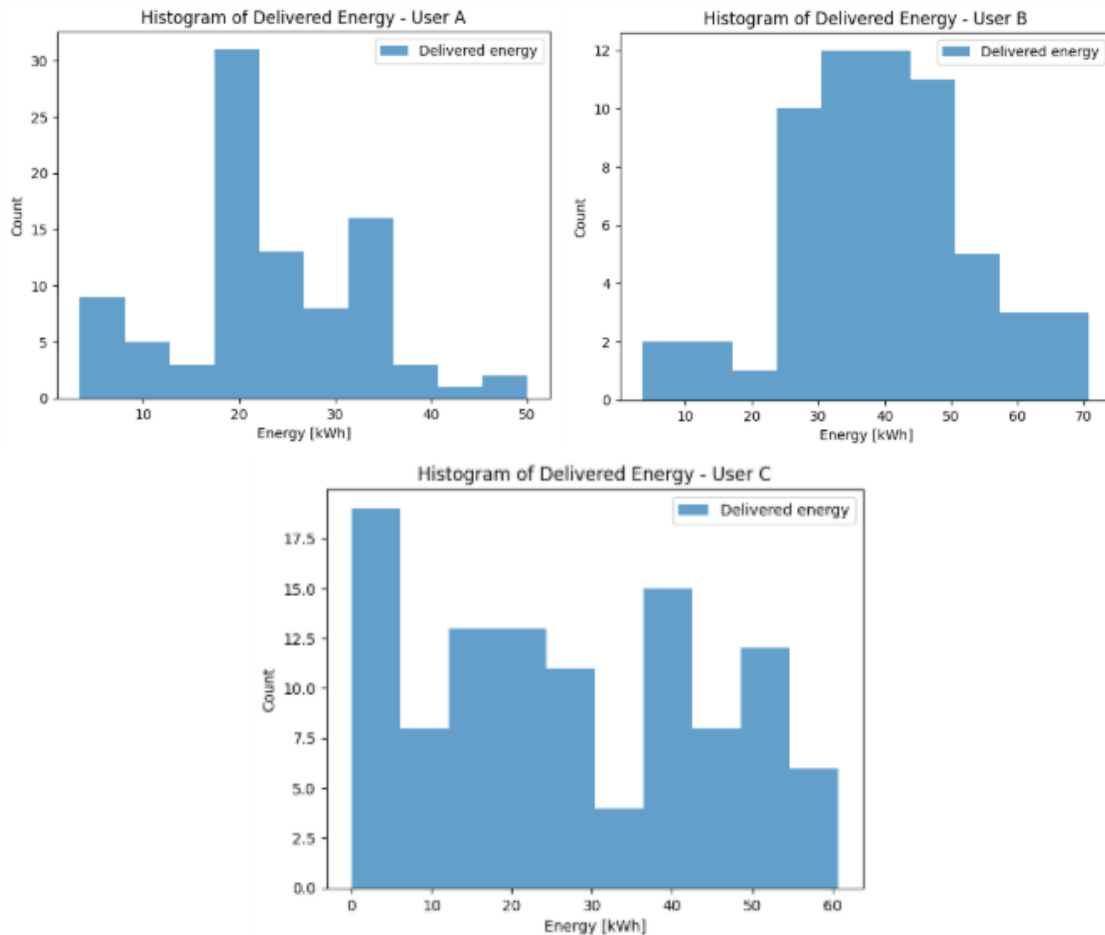 Histogram of Delivered Energy - User A
Delivered energy
30
25
20
15
10
5
0
Count
10 20 30 40 50
Energy [kWh]
Histogram of Delivered Energy - User B
Delivered energy
12
10
8
6
4
2
0
Count
10 20 30 40 50 60 70
Energy [kWh]
Histogram of Delivered Energy - User C
Delivered energy
17.5
15.0
12.5
10.0
7.5
5.0
2.5
0.0
Count
0 10 20 30 40 50 60
Energy [kWh]